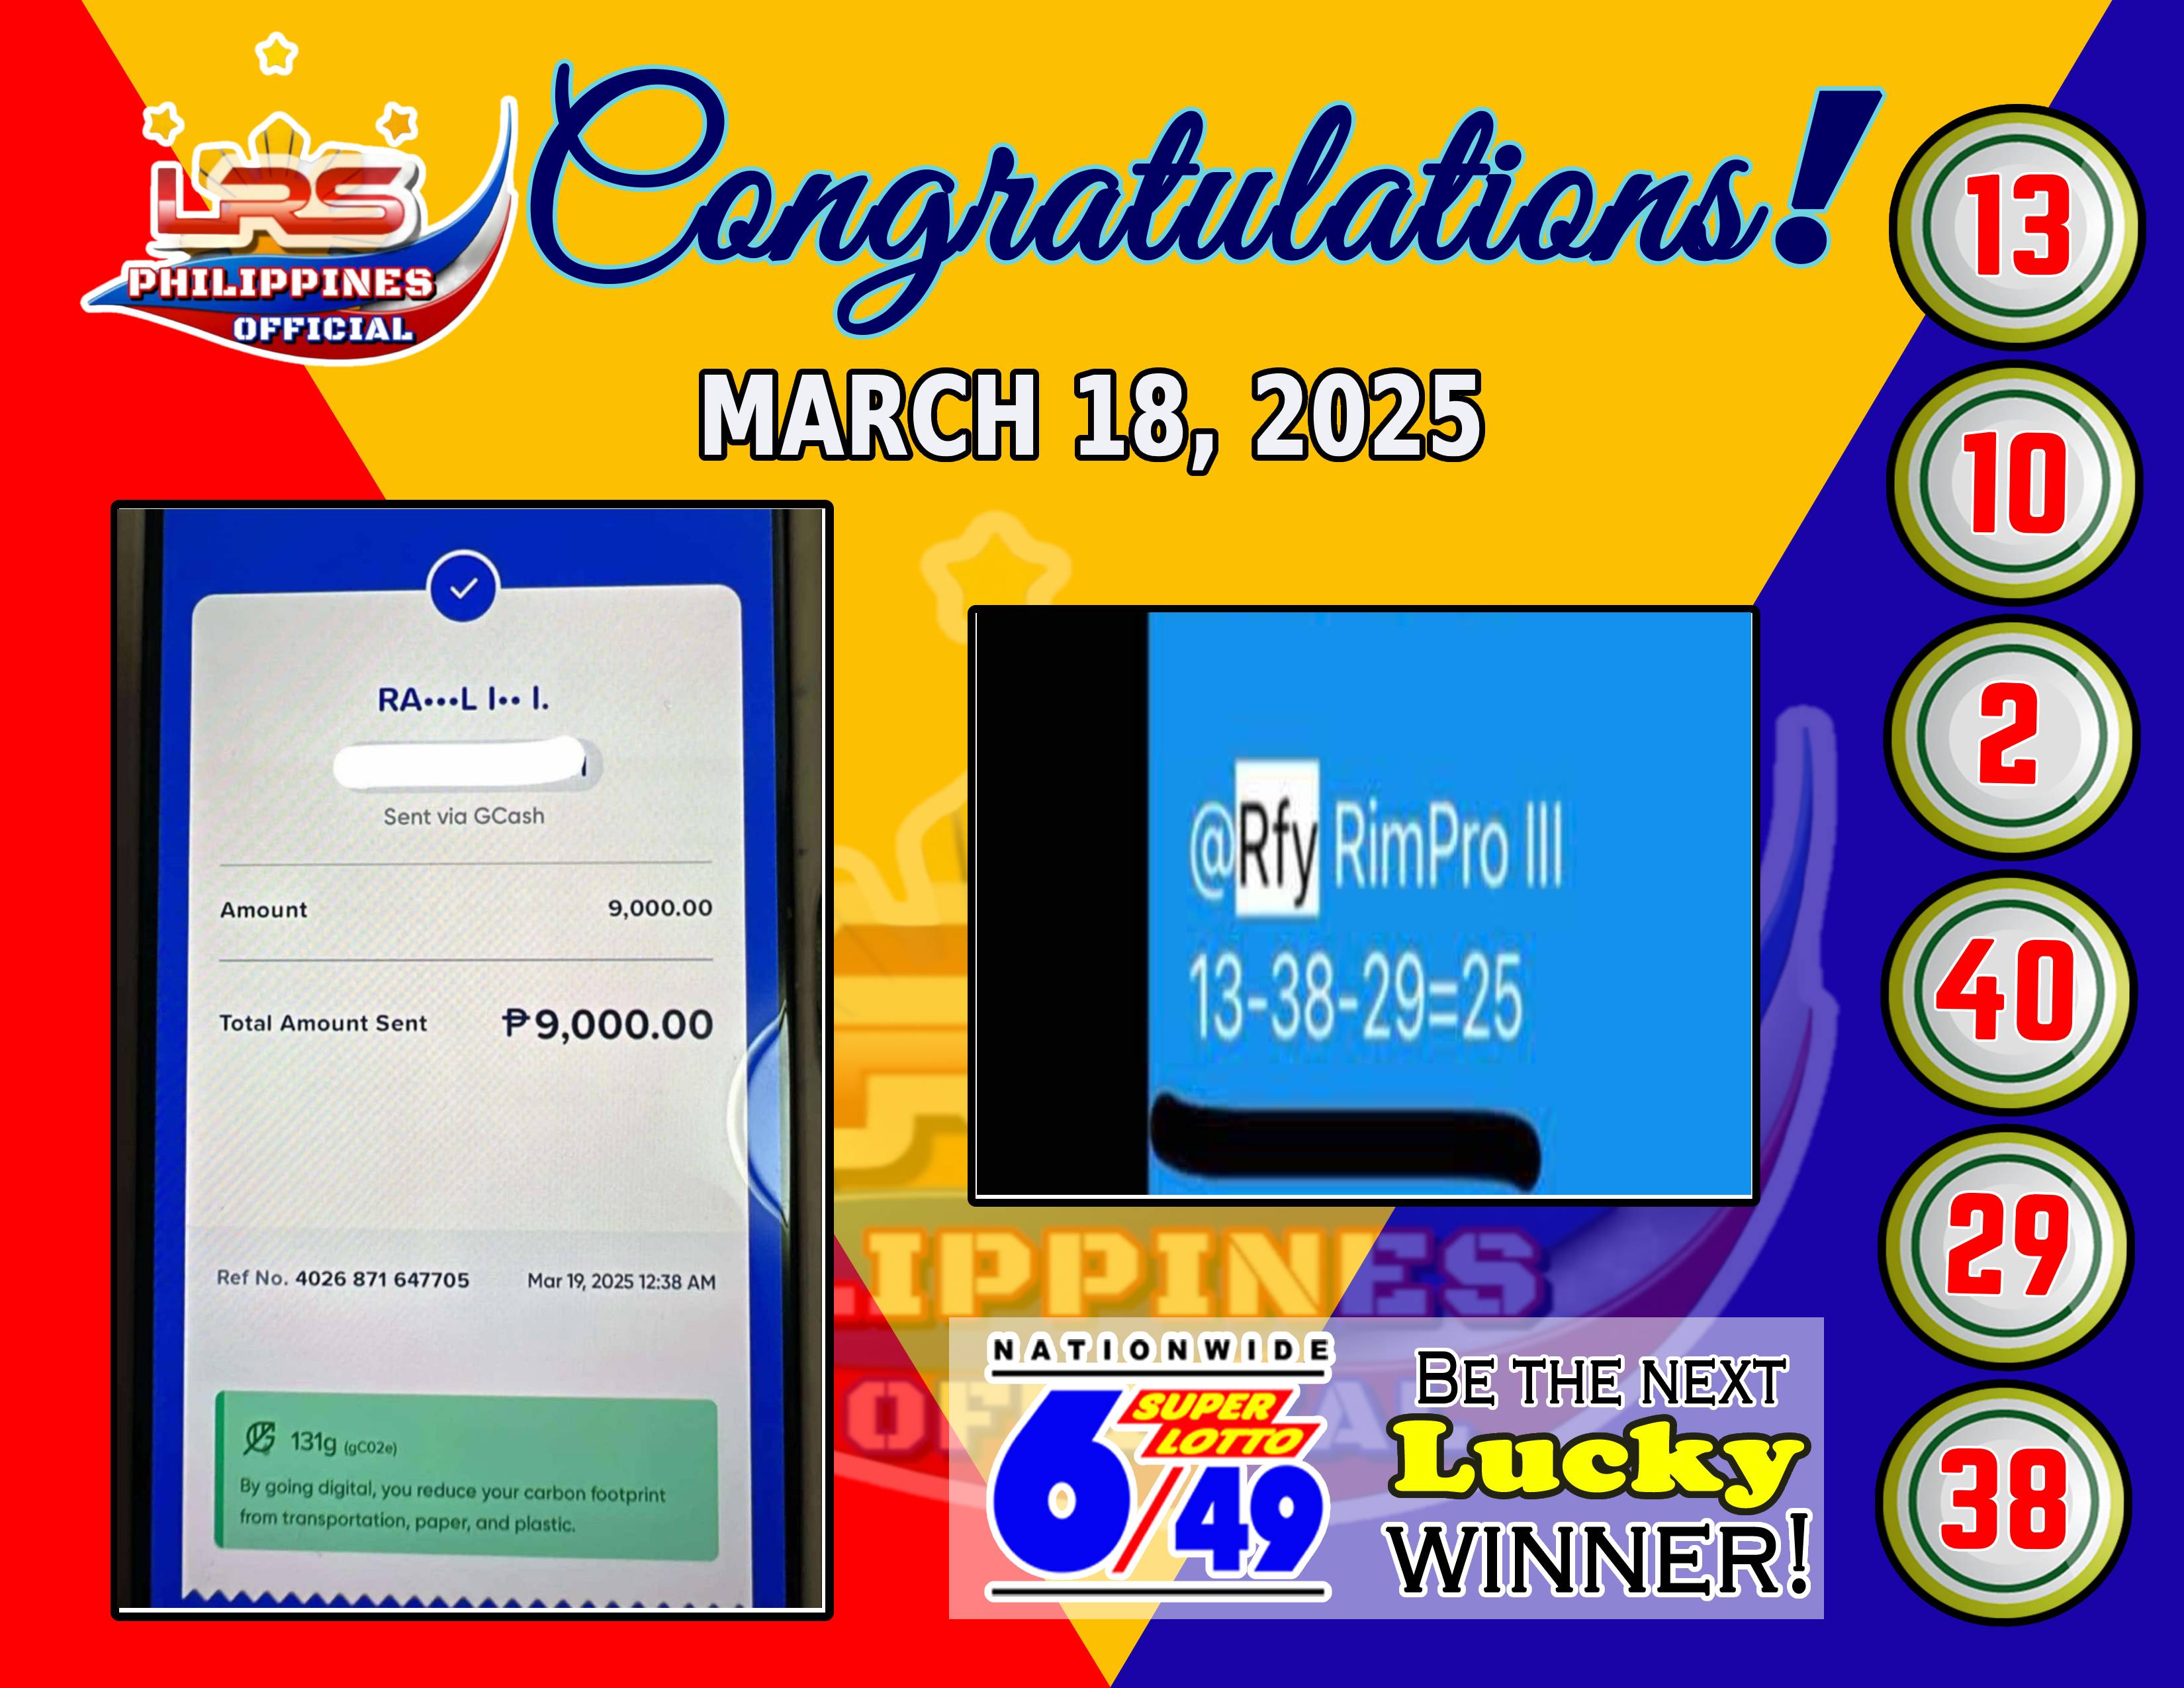 LRS
PHILIPPINES
OFFICIAL
Congratulations!
MARCH 18, 2025
RA•••L I•• I.
Sent via GCash
Amount 9,000.00
Total Amount Sent ₱9,000.00
Ref No. 4026 871 647705 Mar 19, 2025 12:38 AM
131g (gCO2e)
By going digital, you reduce your carbon footprint
from transportation, paper, and plastic.
@Rfy RimPro III
13-38-29=25
LIPPINES
NATIONWIDE
SUPER
LOTTO
6/49
BE THE NEXT
Lucky
WINNER!
13
10
2
40
29
38